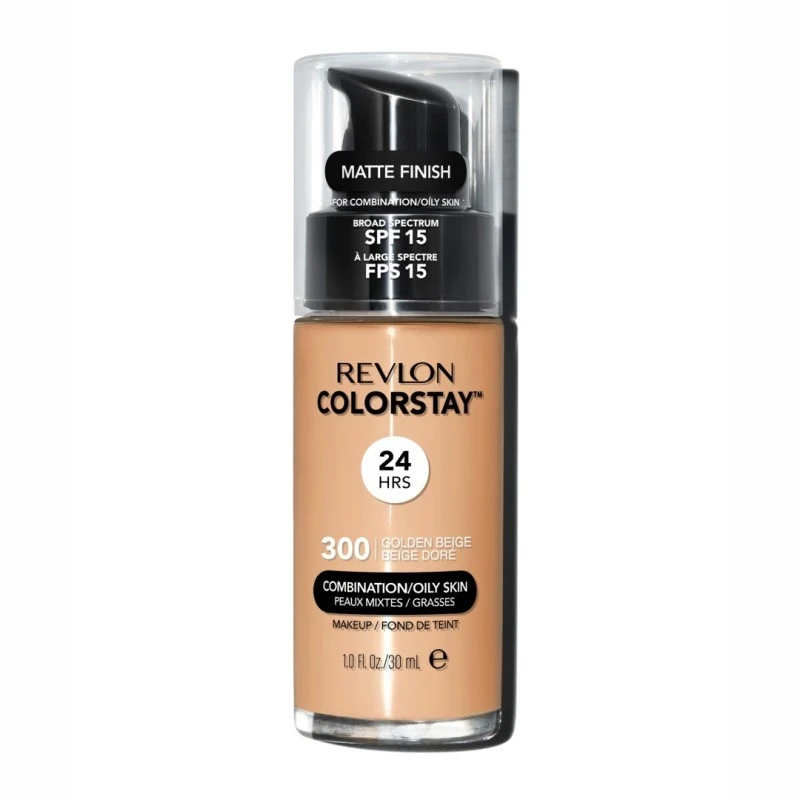 MATTE FINISH
FOR COMBINATION/OILY SKIN
BROAD SPECTRUM
SPF 15
À LARGE SPECTRE
FPS 15
REVLON
COLORSTAY™
24
HRS
300 | GOLDEN BEIGE
BEIGE DORÉ
COMBINATION/OILY SKIN
PEAUX MIXTES / GRASSES
MAKEUP / FOND DE TEINT
1.0 Fl. Oz./30 mL ℮